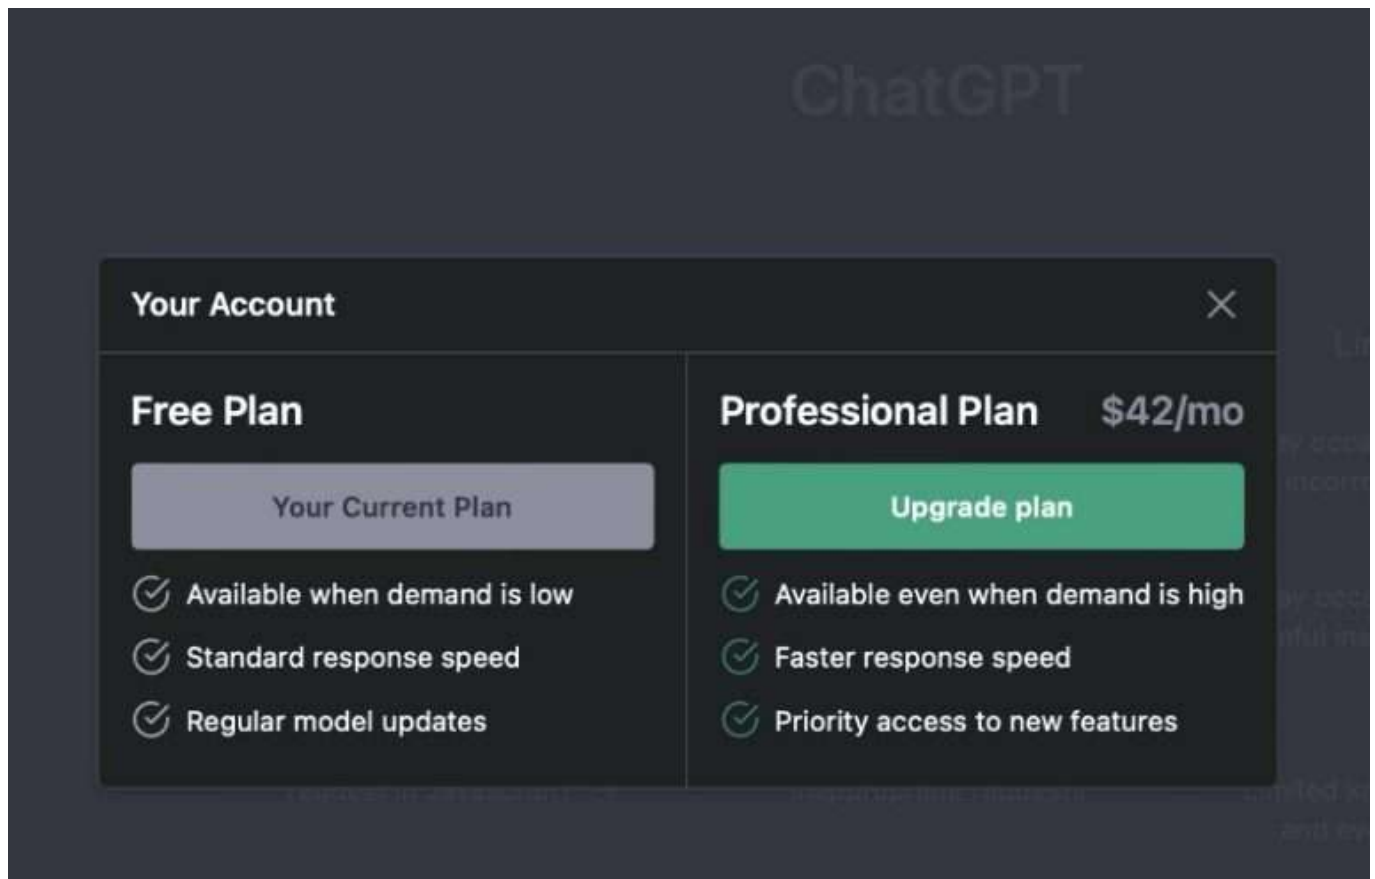 ChatGPT
Your Account
Free Plan
Your Current Plan
Available when demand is low
Standard response speed
Regular model updates
Professional Plan $42/mo
Upgrade plan
Available even when demand is high
Faster response speed
Priority access to new features